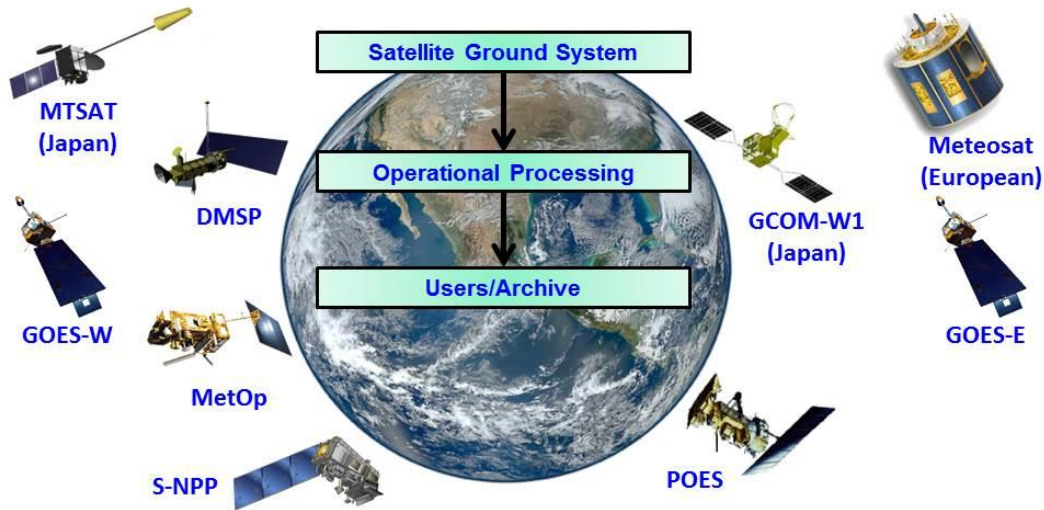 Satellite Ground System
MTSAT
(Japan)
Meteosat
(European)
Operational Processing
DMSP
GCOM-W1
(Japan)
Users/Archive
GOES-W
GOES-E
MetOp
S-NPP
POES